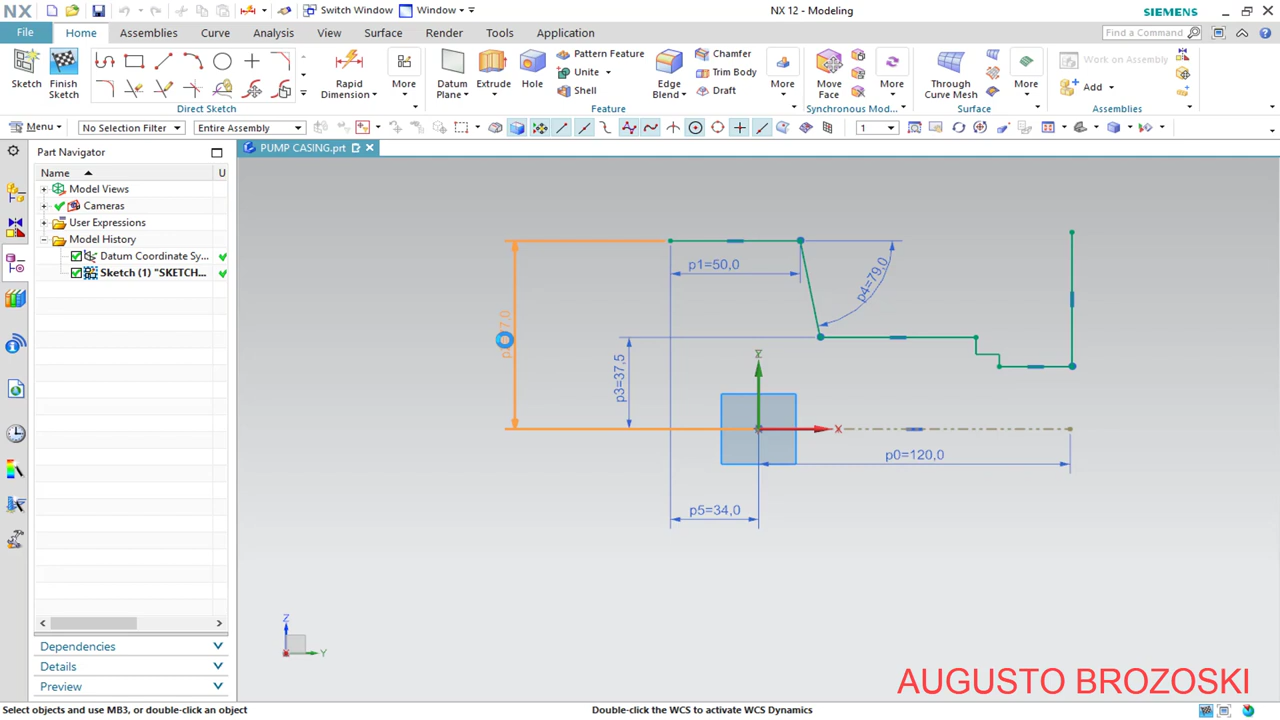 NX
Switch Window
Window
NX 12 - Modeling
SIEMENS
File
Home
Assemblies
Curve
Analysis
View
Surface
Render
Tools
Application
Find a Command
Sketch
Finish Sketch
Rapid Dimension
More
Direct Sketch
Datum Plane
Extrude
Hole
Pattern Feature
Unite
Shell
Edge Blend
Chamfer
Trim Body
Draft
More
Feature
Move Face
More
Synchronous Mod...
Through Curve Mesh
More
Surface
Work on Assembly
Add
Assemblies
Menu
No Selection Filter
Entire Assembly
1
Part Navigator
PUMP CASING.prt
Name
U
Model Views
Cameras
User Expressions
Model History
Datum Coordinate Sy...
Sketch (1) "SKETCH...
p1=50,0
p4=79,0
p3=37,5
Z
X
p0=120,0
p5=34,0
Z
Y
Dependencies
Details
Preview
AUGUSTO BROZOSKI
Select objects and use MB3, or double-click an object
Double-click the WCS to activate WCS Dynamics